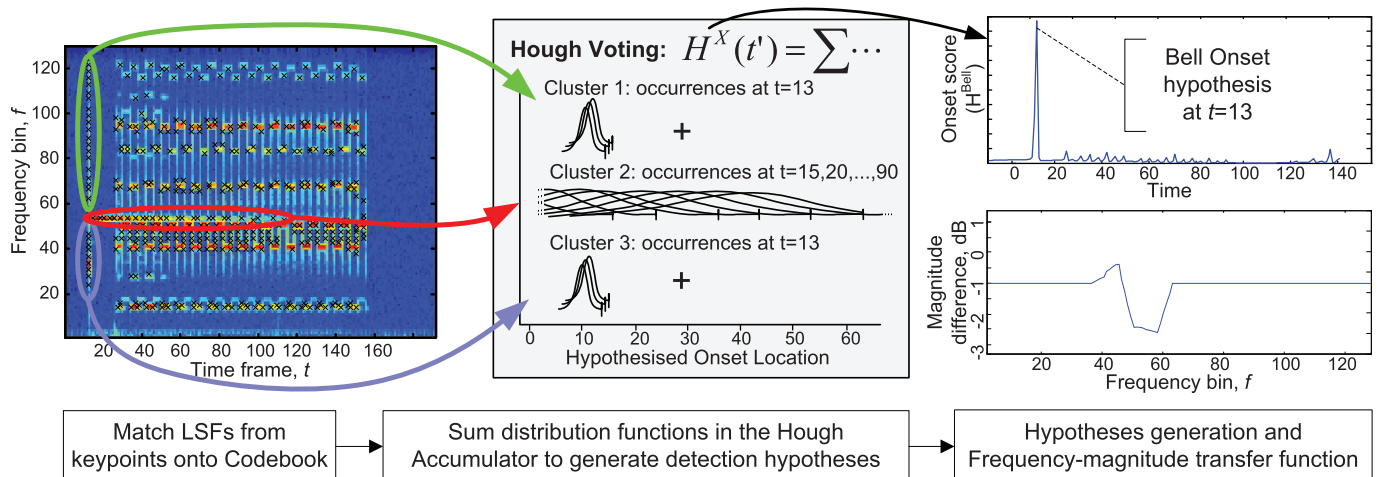 Frequency bin, f
120
100
80
60
40
20
20 40 60 80 100 120 140 160
Time frame, t
Hough Voting: H^X(t') = ∑ ···
Cluster 1: occurrences at t=13
+
Cluster 2: occurrences at t=15,20,...,90
Cluster 3: occurrences at t=13
+
0 10 20 30 40 50 60
Hypothesised Onset Location
Onset score
(H^Bell)
Bell Onset
hypothesis
at t=13
0 20 40 60 80 100 120 140
Time
Magnitude
difference, dB
0
-1
-2
-3
20 40 60 80 100 120
Frequency bin, f
Match LSFs from
keypoints onto Codebook
Sum distribution functions in the Hough
Accumulator to generate detection hypotheses
Hypotheses generation and
Frequency-magnitude transfer function